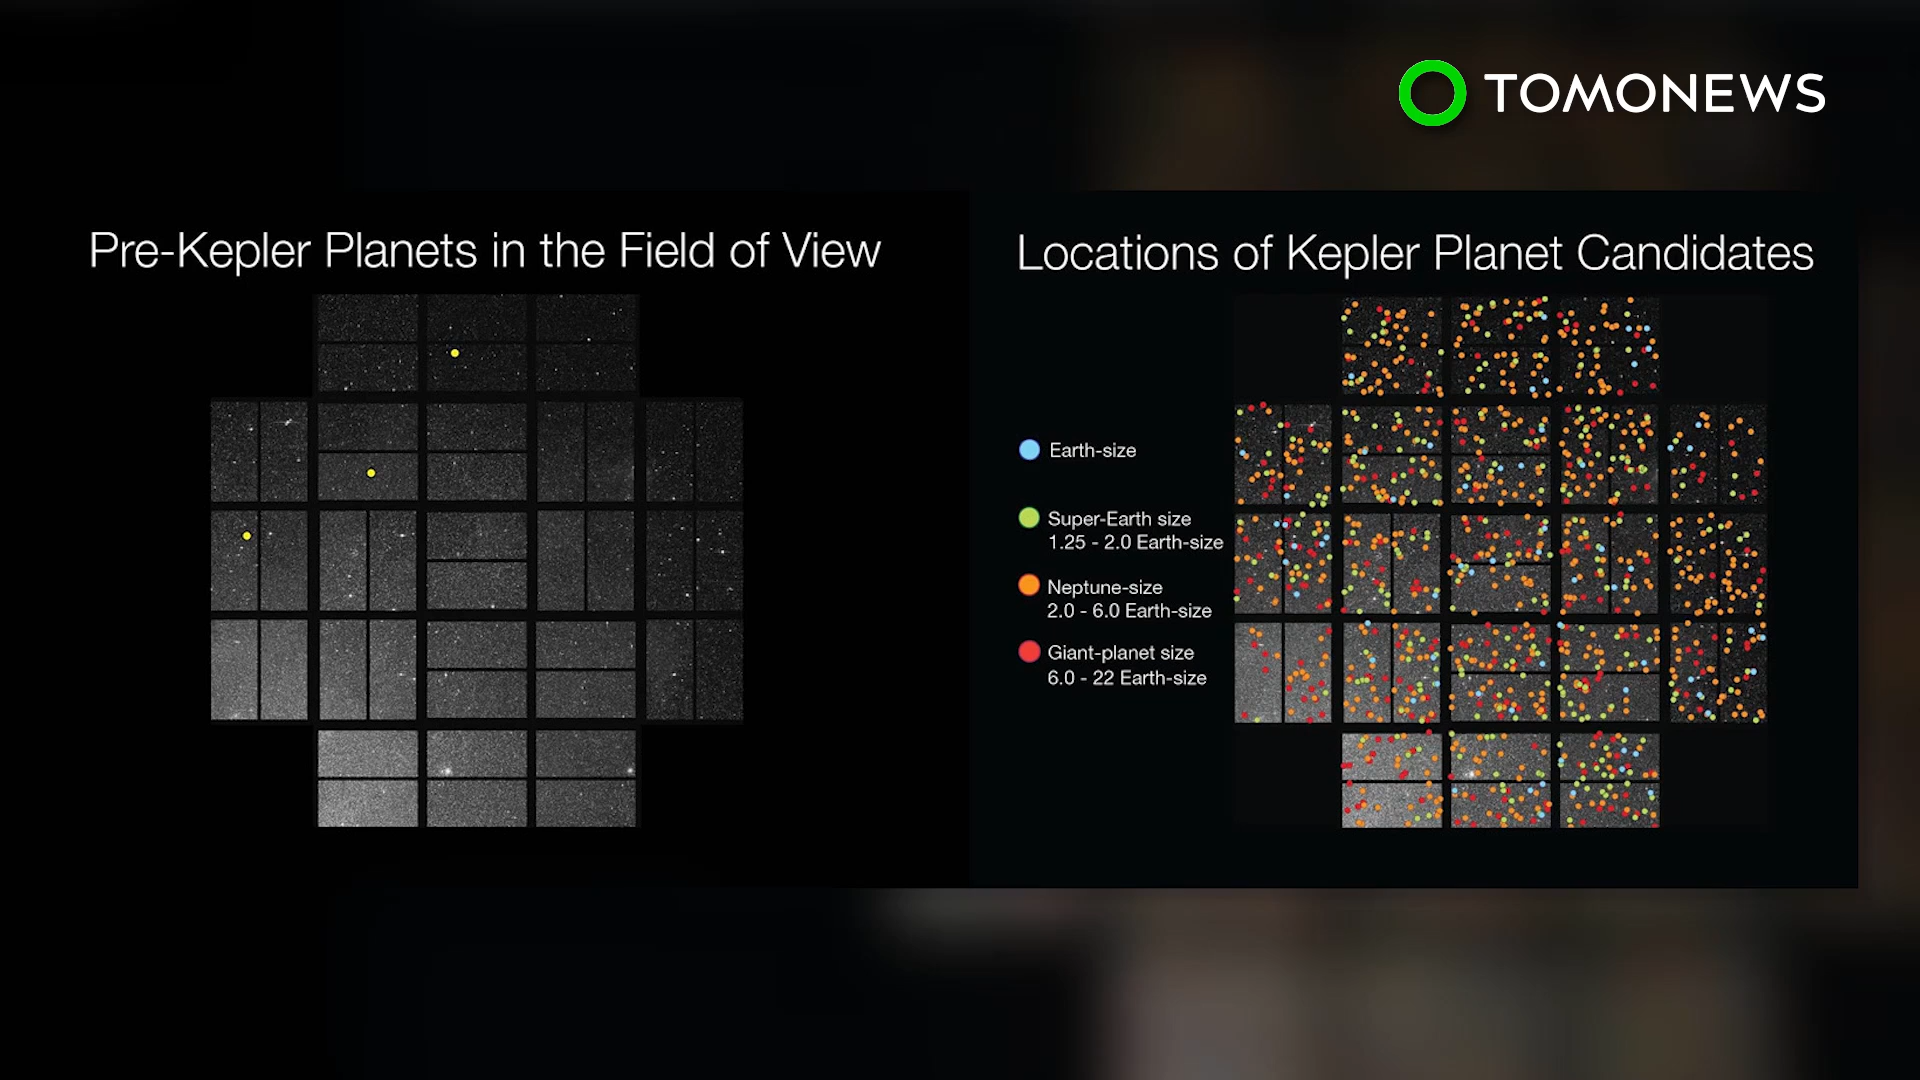 TOMONEWS
Pre-Kepler Planets in the Field of View
Locations of Kepler Planet Candidates
Earth-size
Super-Earth size
1.25 - 2.0 Earth-size
Neptune-size
2.0 - 6.0 Earth-size
Giant-planet size
6.0 - 22 Earth-size